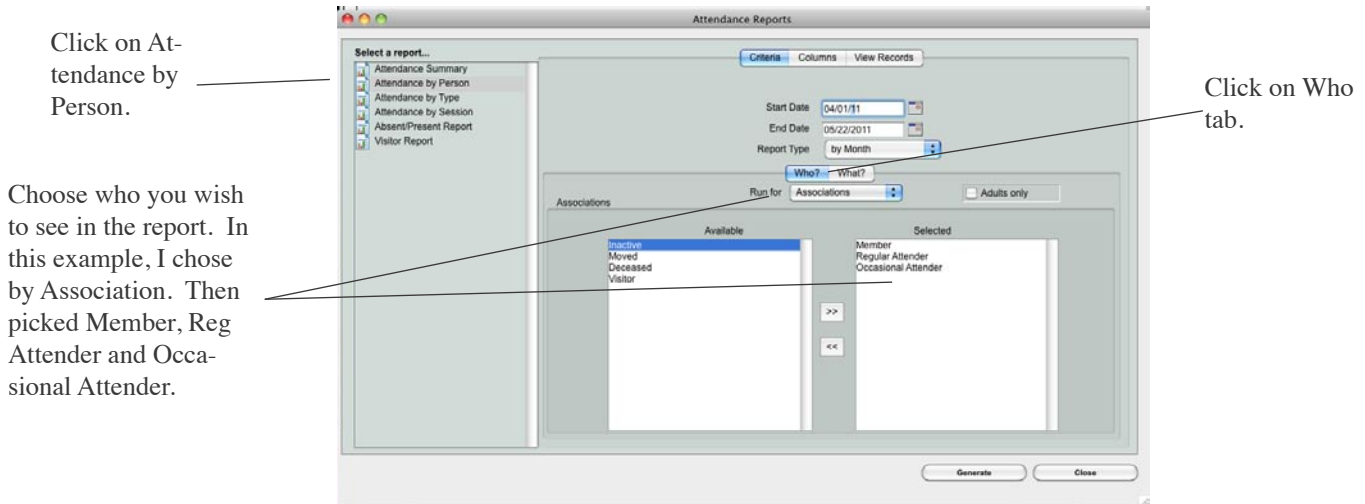 Click on At-
tendance by
Person.
Choose who you wish
to see in the report. In
this example, I chose
by Association. Then
picked Member, Reg
Attender and Occa-
sional Attender.
Attendance Reports
Select a report...
Attendance Summary
Attendance by Person
Attendance by Type
Attendance by Session
Absent/Present Report
Visitor Report
Criteria Columns View Records
Start Date 04/01/11
End Date 05/22/2011
Report Type by Month
Who? What?
Run for Associations Adults only
Associations
Available
Inactive
Moved
Deceased
Visitor
>>
<<
Selected
Member
Regular Attender
Occasional Attender
Generate Close
Click on Who
tab.